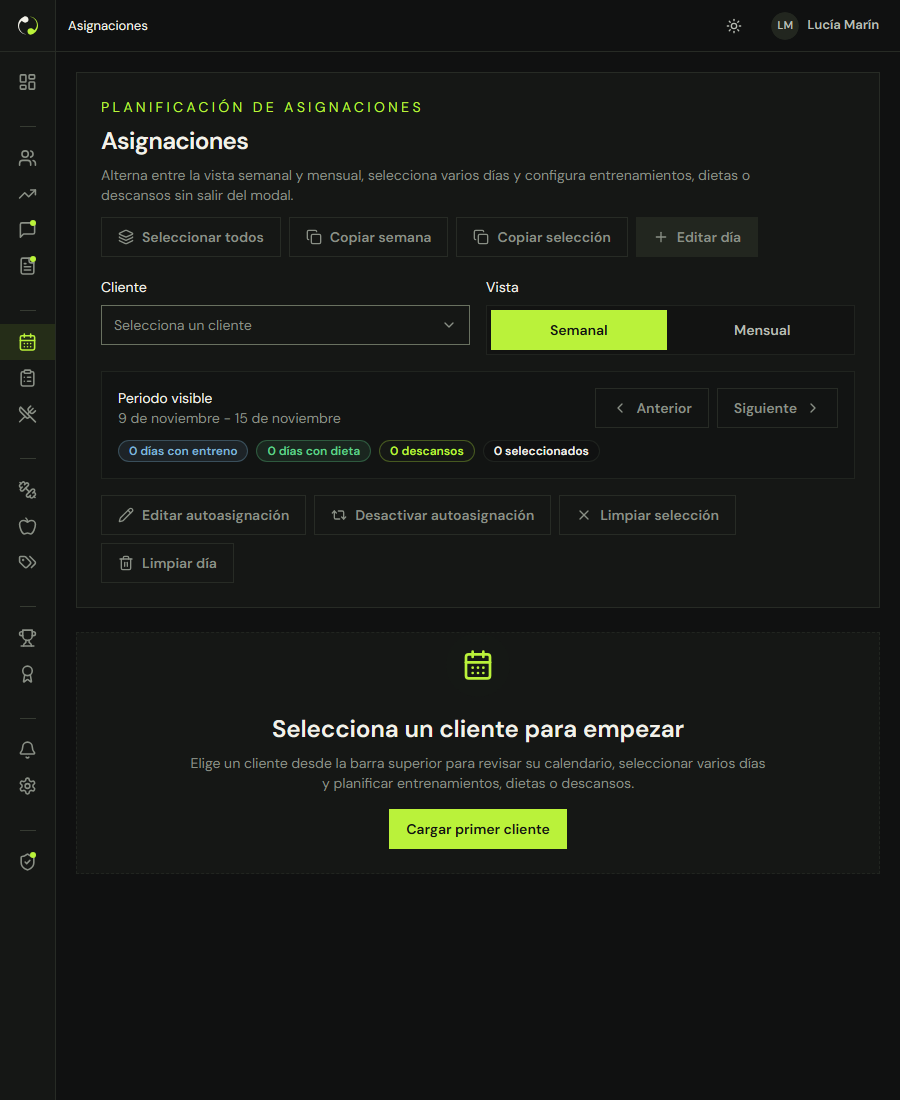 Asignaciones
LM
Lucía Marín
PLANIFICACIÓN DE ASIGNACIONES
Asignaciones
Alterna entre la vista semanal y mensual, selecciona varios días y configura entrenamientos, dietas o
descansos sin salir del modal.
Seleccionar todos
Copiar semana
Copiar selección
Editar día
Cliente
Vista
Selecciona un cliente
Semanal
Mensual
Periodo visible
9 de noviembre - 15 de noviembre
Anterior
Siguiente
0 días con entreno
0 días con dieta
0 descansos
0 seleccionados
Editar autoasignación
Desactivar autoasignación
Limpiar selección
Limpiar día
Selecciona un cliente para empezar
Elige un cliente desde la barra superior para revisar su calendario, seleccionar varios días
y planificar entrenamientos, dietas o descansos.
Cargar primer cliente